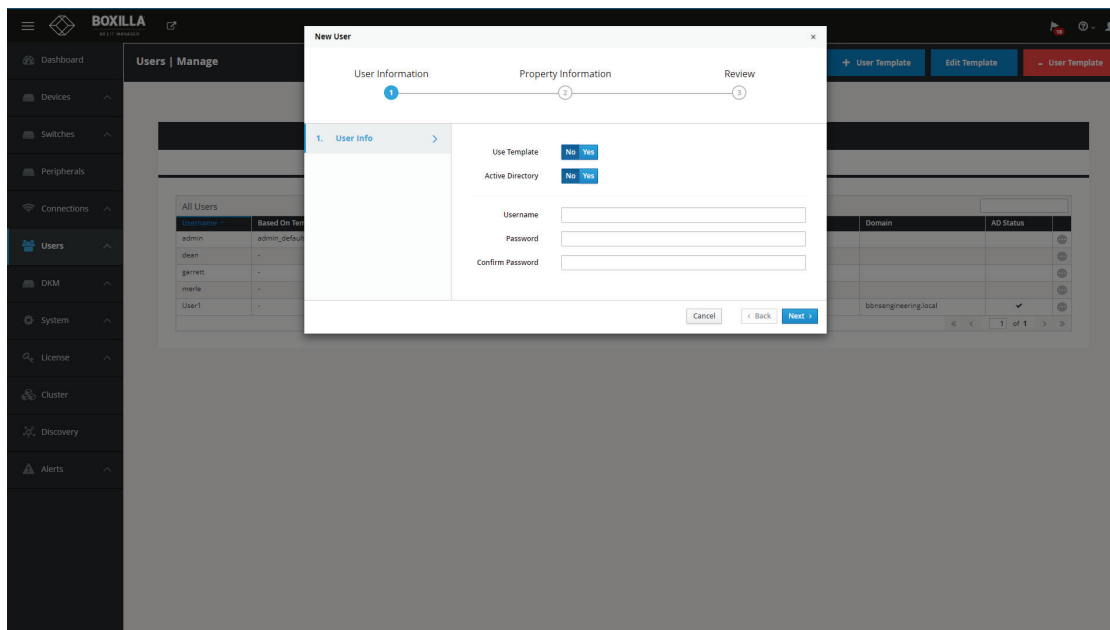 BOXILLA
New User
×
10
Dashboard
Users | Manage
+ User Template
Edit Template
- User Template
User Information
Property Information
Review
1
2
3
Devices
Switches
1. User Info
Use Template
No Yes
Peripherals
Active Directory
No Yes
Connections
All Users
Username
Based On Tem
Domain
AD Status
Username
admin
admin_default
Users
dean
-
Password
garrett
-
Confirm Password
merle
-
DKM
User1
-
bbnsengineering.local
Cancel
< Back
Next >
1 of 1
System
License
Cluster
Discovery
Alerts